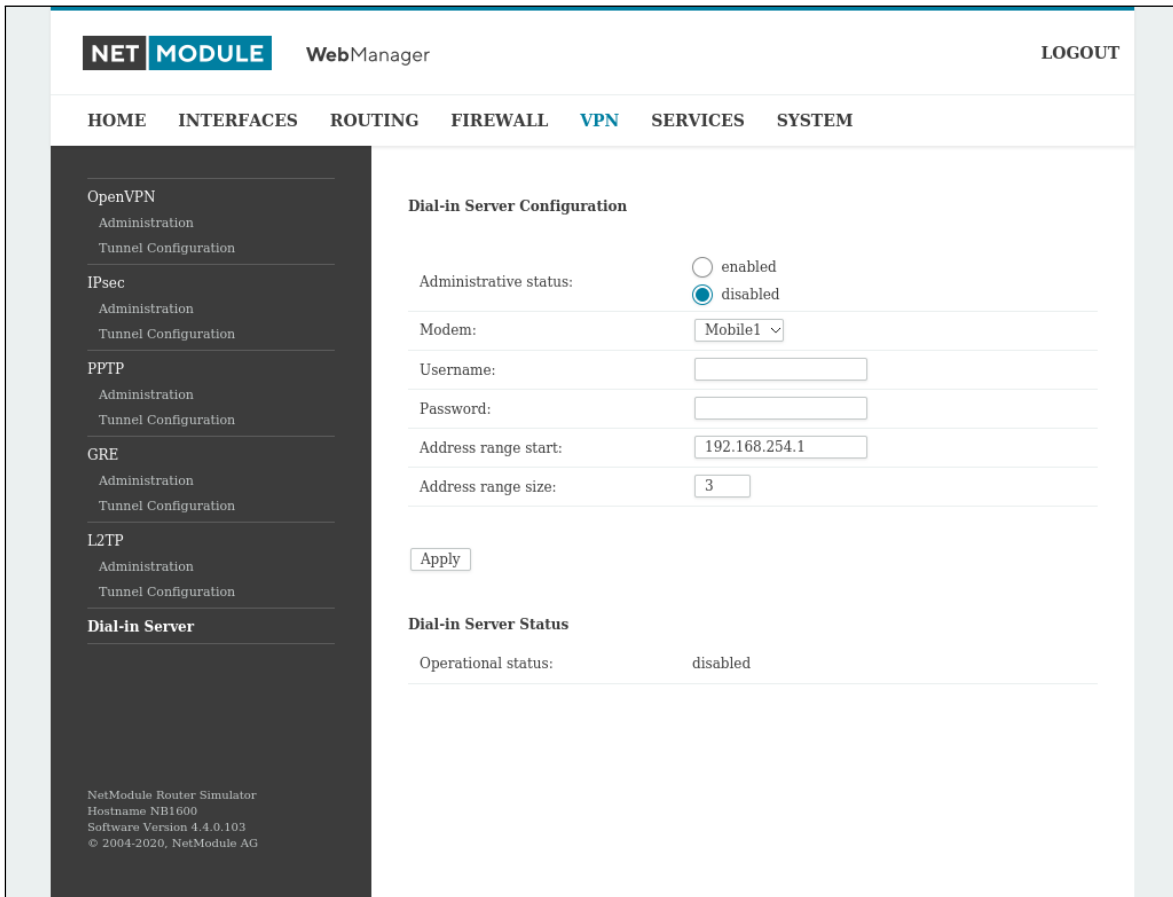 NET MODULE WebManager LOGOUT
HOME INTERFACES ROUTING FIREWALL VPN SERVICES SYSTEM
OpenVPN
Administration
Tunnel Configuration
IPsec
Administration
Tunnel Configuration
PPTP
Administration
Tunnel Configuration
GRE
Administration
Tunnel Configuration
L2TP
Administration
Tunnel Configuration
Dial-in Server
NetModule Router Simulator
Hostname NB1600
Software Version 4.4.0.103
© 2004-2020, NetModule AG
Dial-in Server Configuration
Administrative status:
enabled
disabled
Modem: Mobile1
Username:
Password:
Address range start: 192.168.254.1
Address range size: 3
Apply
Dial-in Server Status
Operational status: disabled